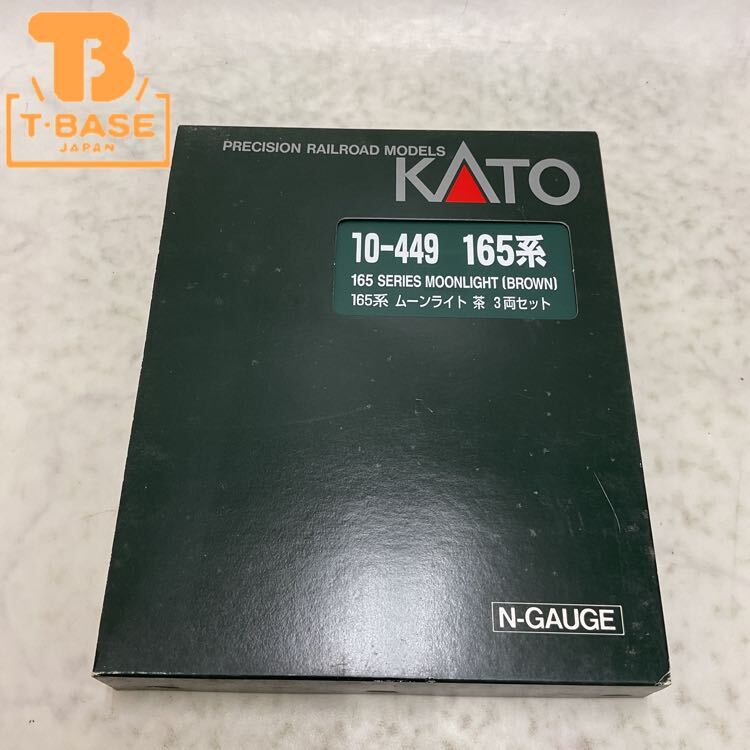 T·BASE
JAPAN
PRECISION RAILROAD MODELS
KATO
10-449 165系
165 SERIES MOONLIGHT (BROWN)
165系 ムーンライト 茶 3両セット
N-GAUGE